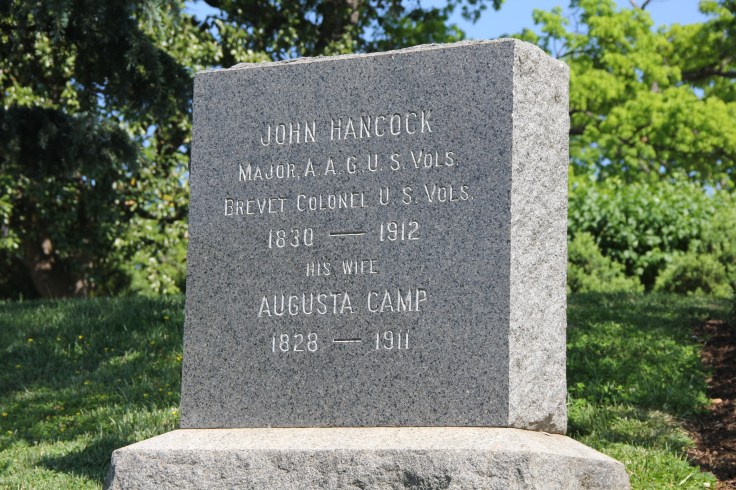 JOHN HANCOCK
MAJOR, A. A. G. U. S. VOLS.
BREVET COLONEL U. S. VOLS.
1830 — 1912
HIS WIFE
AUGUSTA CAMP
1828 — 1911